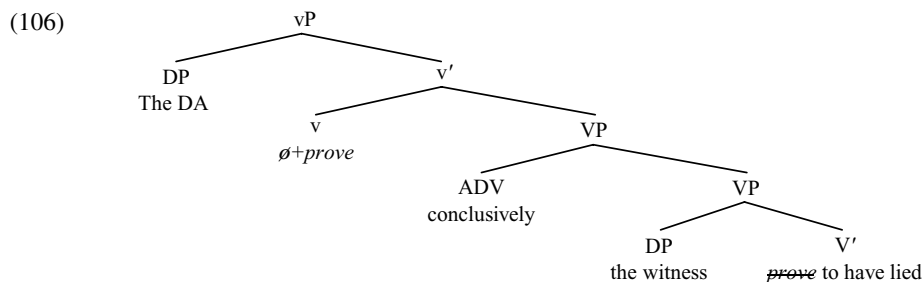 (106)
vP
DP
v′
The DA
v
VP
ø+prove
ADV
VP
conclusively
DP
V′
the witness
prove to have lied